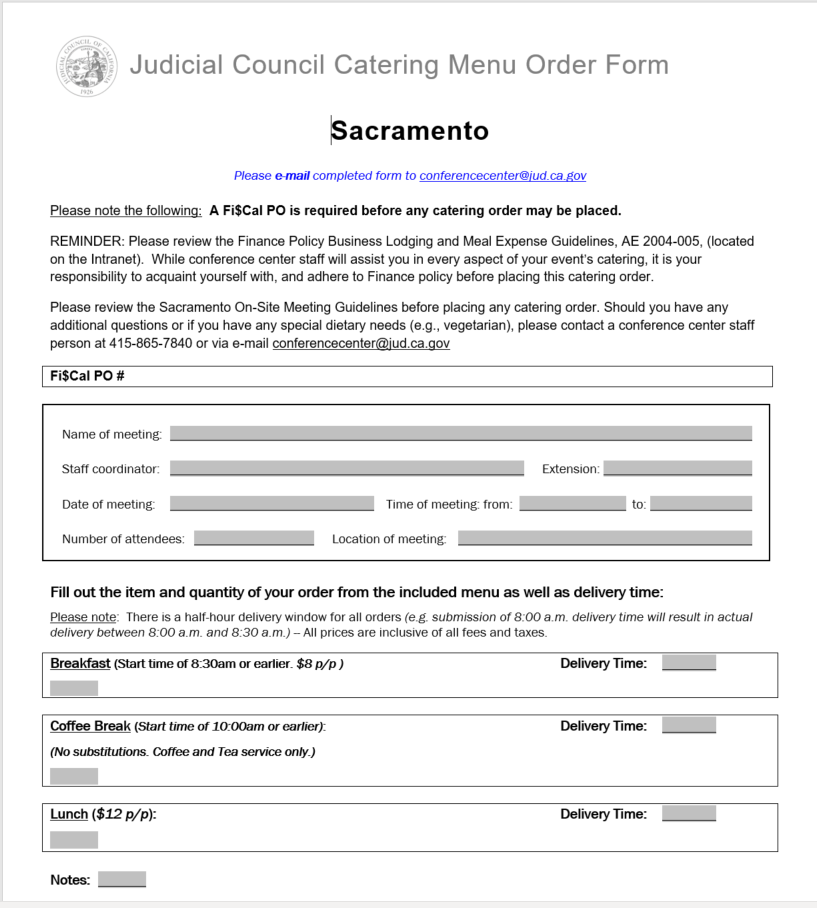 JUDICIAL COUNCIL OF CALIFORNIA
1926
Judicial Council Catering Menu Order Form
Sacramento
Please e-mail completed form to conferencecenter@jud.ca.gov
Please note the following: A Fi$Cal PO is required before any catering order may be placed.
REMINDER: Please review the Finance Policy Business Lodging and Meal Expense Guidelines, AE 2004-005, (located
on the Intranet). While conference center staff will assist you in every aspect of your event's catering, it is your
responsibility to acquaint yourself with, and adhere to Finance policy before placing this catering order.
Please review the Sacramento On-Site Meeting Guidelines before placing any catering order. Should you have any
additional questions or if you have any special dietary needs (e.g., vegetarian), please contact a conference center staff
person at 415-865-7840 or via e-mail conferencecenter@jud.ca.gov
Fi$Cal PO #
Name of meeting:
Staff coordinator: Extension:
Date of meeting: Time of meeting: from: to:
Number of attendees: Location of meeting:
Fill out the item and quantity of your order from the included menu as well as delivery time:
Please note: There is a half-hour delivery window for all orders (e.g. submission of 8:00 a.m. delivery time will result in actual
delivery between 8:00 a.m. and 8:30 a.m.) – All prices are inclusive of all fees and taxes.
Breakfast (Start time of 8:30am or earlier. $8 p/p ) Delivery Time:
Coffee Break (Start time of 10:00am or earlier): Delivery Time:
(No substitutions. Coffee and Tea service only.)
Lunch ($12 p/p): Delivery Time:
Notes: